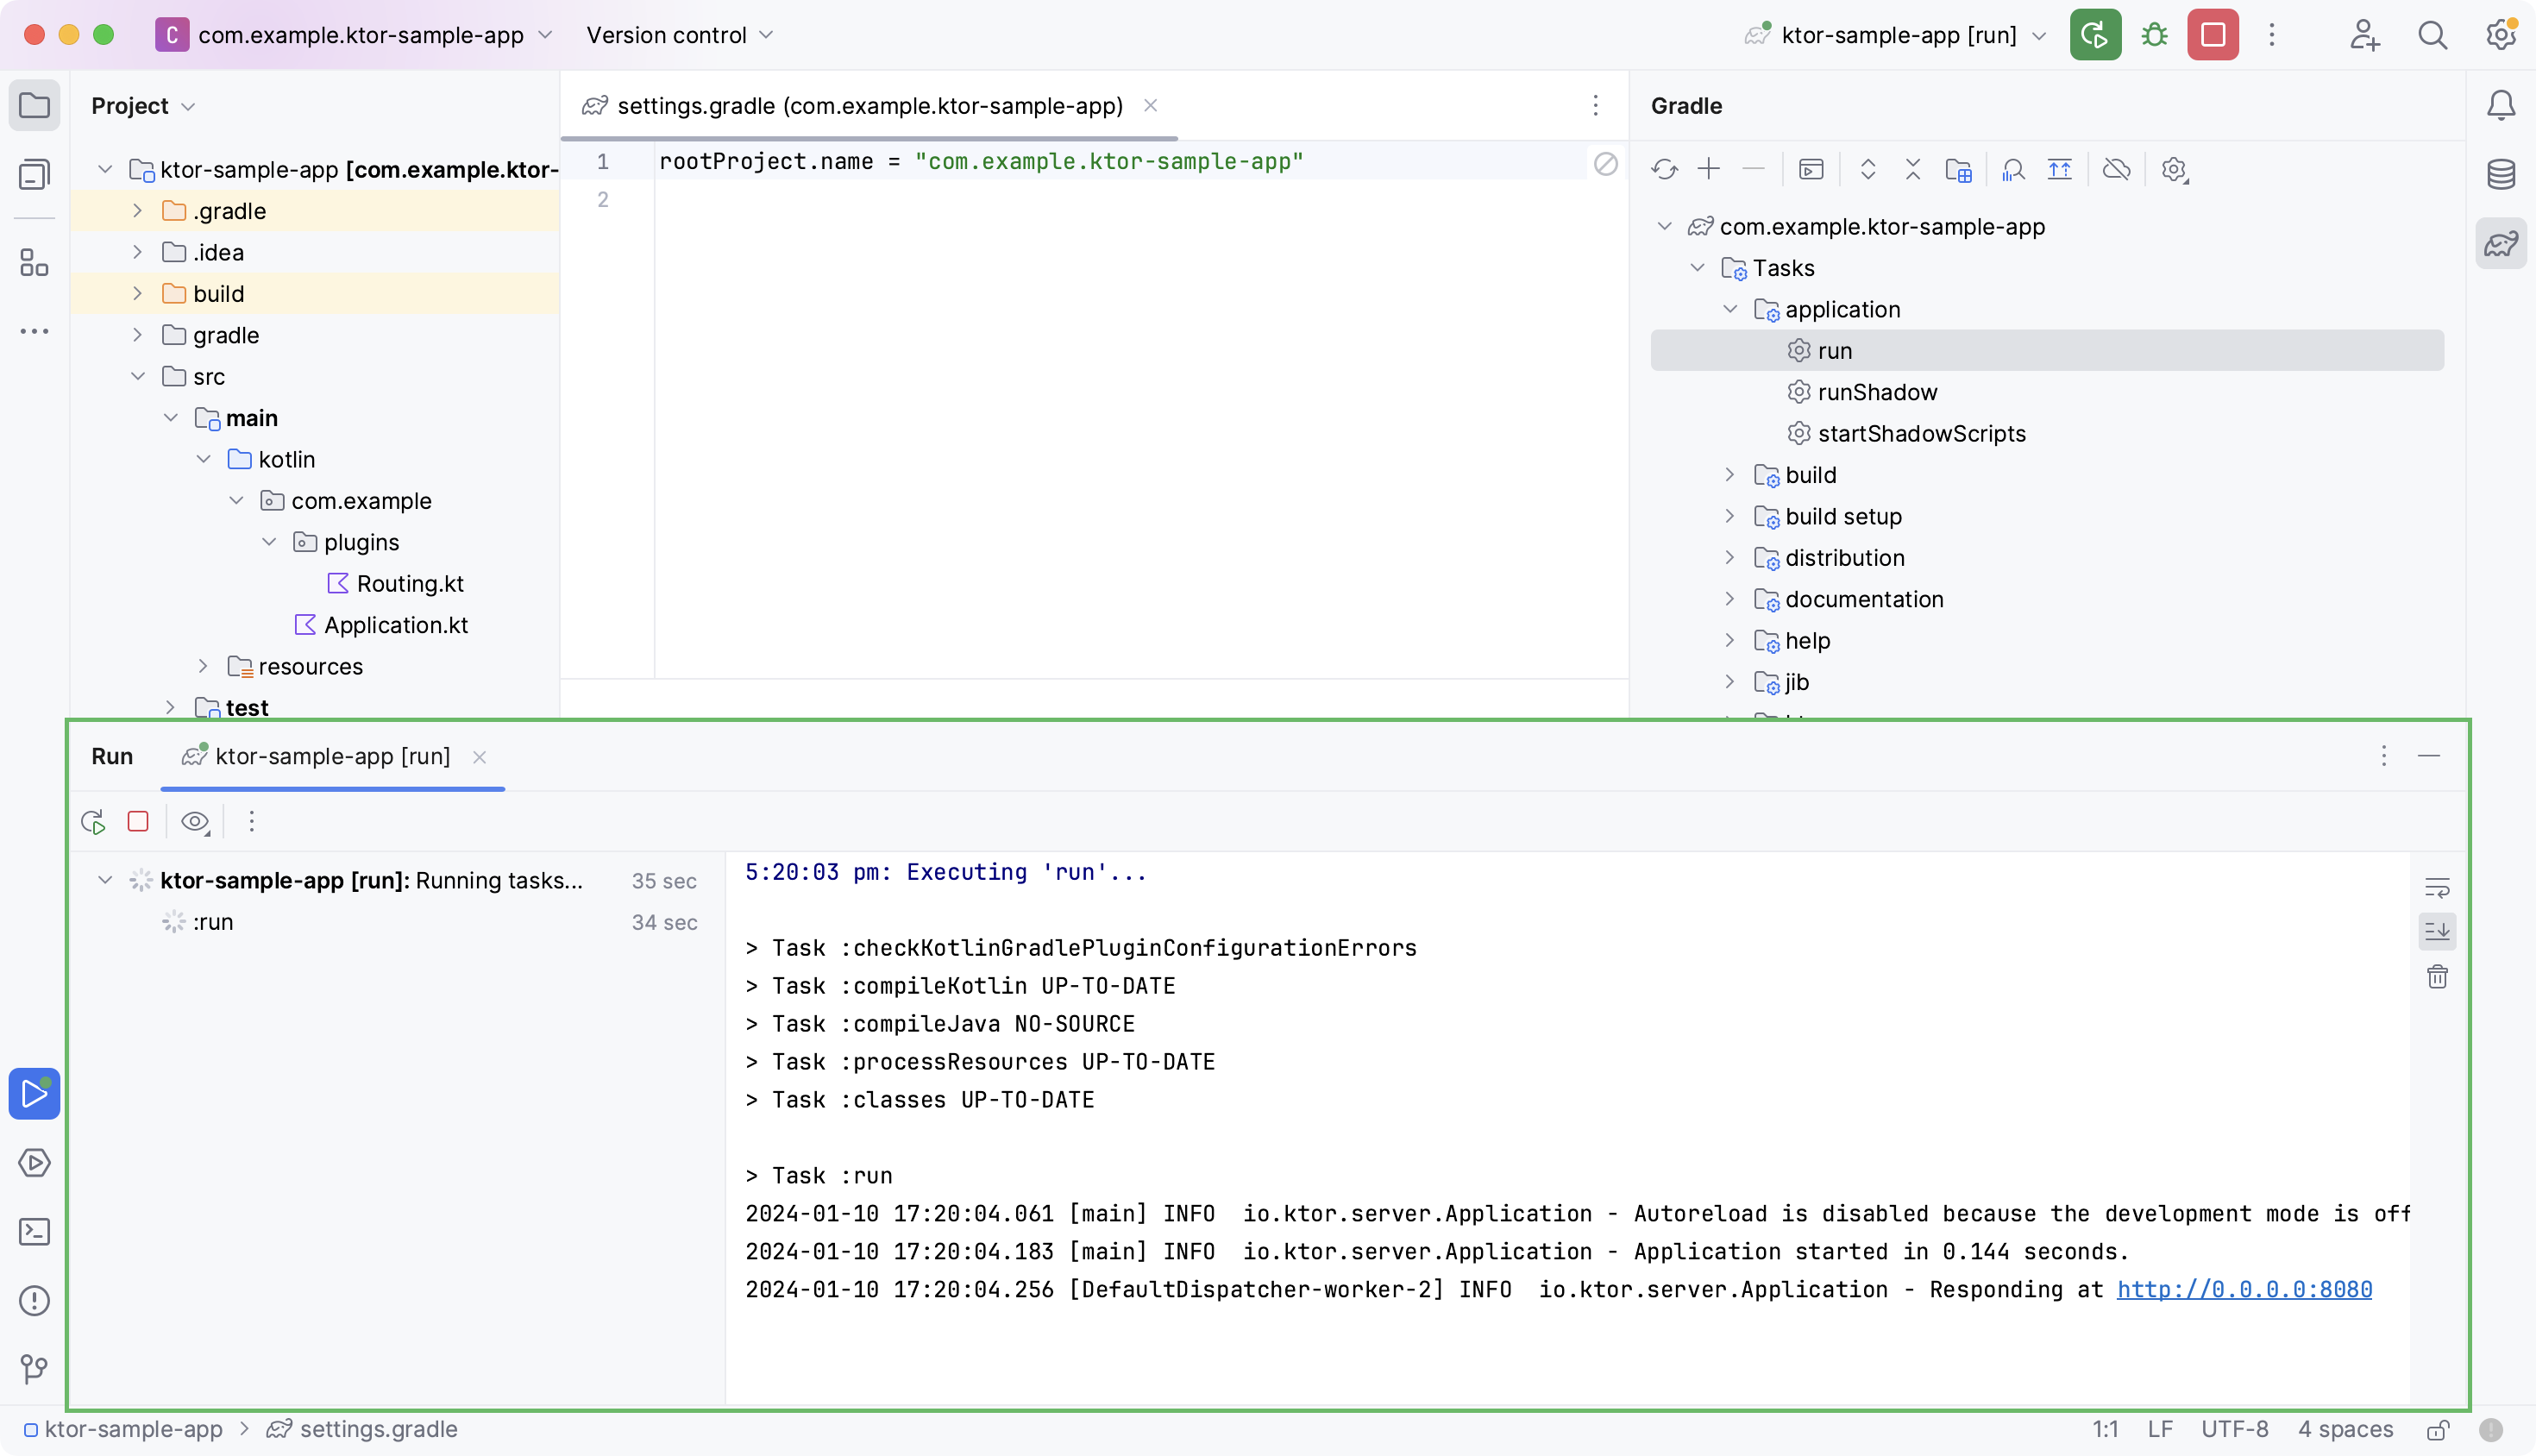 C com.example.ktor-sample-app Version control ktor-sample-app [run]
Project
ktor-sample-app [com.example.ktor-
.gradle
.idea
build
gradle
src
main
kotlin
com.example
plugins
Routing.kt
Application.kt
resources
test
settings.gradle (com.example.ktor-sample-app)
1 rootProject.name = "com.example.ktor-sample-app"
2
Gradle
com.example.ktor-sample-app
Tasks
application
run
runShadow
startShadowScripts
build
build setup
distribution
documentation
help
jib
Run ktor-sample-app [run]
ktor-sample-app [run]: Running tasks... 35 sec
:run 34 sec
5:20:03 pm: Executing 'run'...
> Task :checkKotlinGradlePluginConfigurationErrors
> Task :compileKotlin UP-TO-DATE
> Task :compileJava NO-SOURCE
> Task :processResources UP-TO-DATE
> Task :classes UP-TO-DATE
> Task :run
2024-01-10 17:20:04.061 [main] INFO  io.ktor.server.Application - Autoreload is disabled because the development mode is off
2024-01-10 17:20:04.183 [main] INFO  io.ktor.server.Application - Application started in 0.144 seconds.
2024-01-10 17:20:04.256 [DefaultDispatcher-worker-2] INFO  io.ktor.server.Application - Responding at http://0.0.0.0:8080
ktor-sample-app > settings.gradle 1:1 LF UTF-8 4 spaces